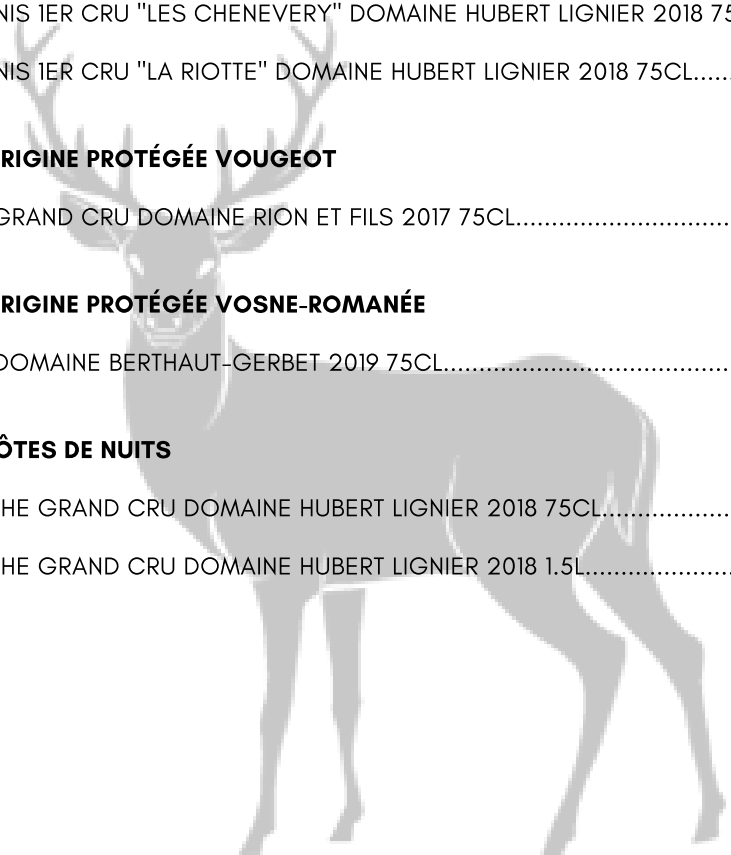 NIS 1ER CRU "LES CHENEVERY" DOMAINE HUBERT LIGNIER 2018 75
NIS 1ER CRU "LA RIOTTE" DOMAINE HUBERT LIGNIER 2018 75CL......
RIGINE PROTÉGÉE VOUGEOT
GRAND CRU DOMAINE RION ET FILS 2017 75CL..............................
RIGINE PROTÉGÉE VOSNE-ROMANÉE
DOMAINE BERTHAUT-GERBET 2019 75CL........................................
ÔTES DE NUITS
HE GRAND CRU DOMAINE HUBERT LIGNIER 2018 75CL..................
HE GRAND CRU DOMAINE HUBERT LIGNIER 2018 1.5L.....................